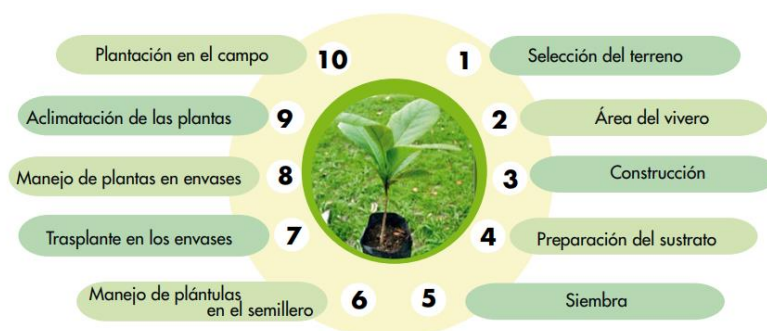 1 Selección del terreno
2 Área del vivero
3 Construcción
4 Preparación del sustrato
5 Siembra
6 Manejo de plántulas
en el semillero
7 Trasplante en los envases
8 Manejo de plantas en envases
9 Aclimatación de las plantas
10 Plantación en el campo